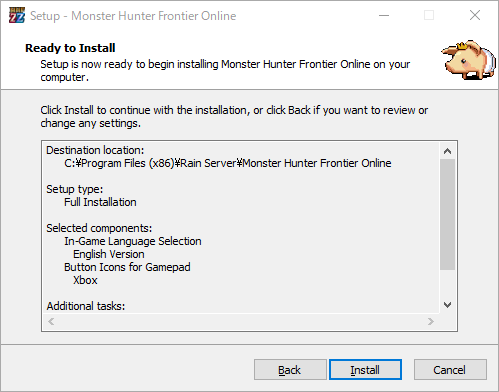 Setup - Monster Hunter Frontier Online
Ready to Install
Setup is now ready to begin installing Monster Hunter Frontier Online on your
computer.
Click Install to continue with the installation, or click Back if you want to review or
change any settings.
Destination location:
C:¥Program Files (x86)¥Rain Server¥Monster Hunter Frontier Online
Setup type:
Full Installation
Selected components:
In-Game Language Selection
English Version
Button Icons for Gamepad
Xbox
Additional tasks:
Back
Install
Cancel